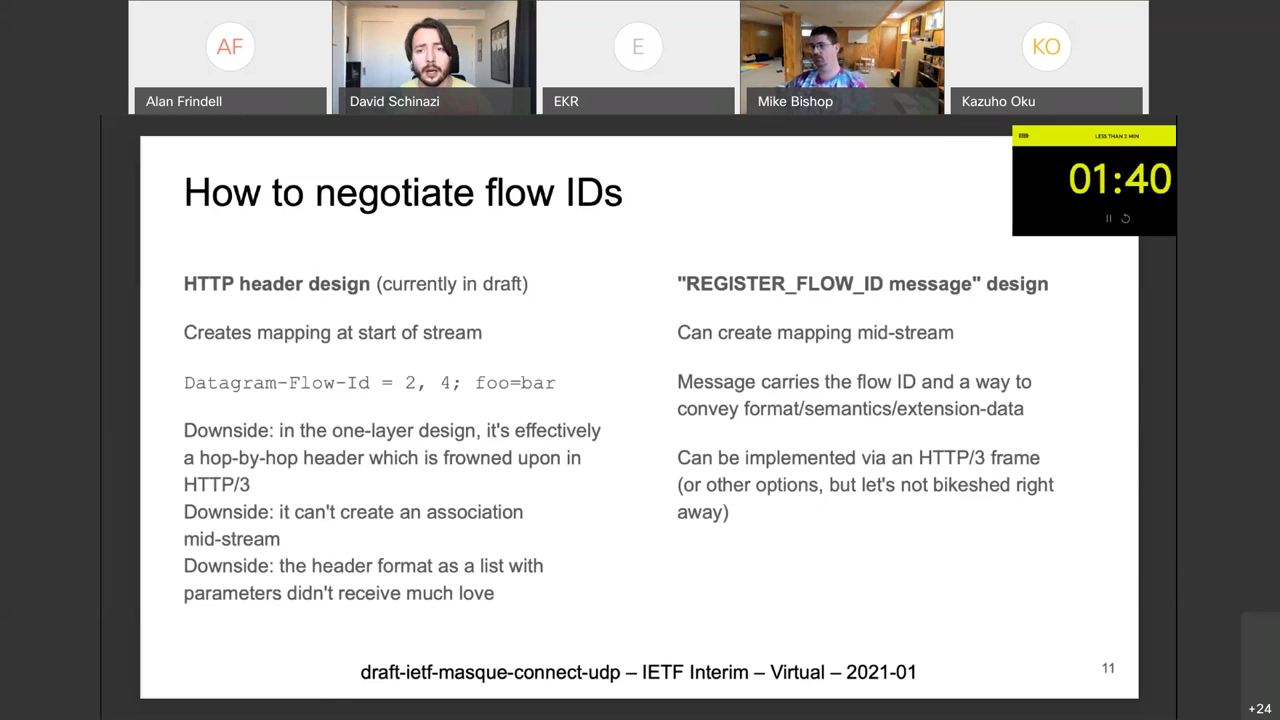 AF
Alan Frindell
David Schinazi
E
EKR
Mike Bishop
KO
Kazuho Oku
LESS THAN 2 MIN
01:40
How to negotiate flow IDs
HTTP header design (currently in draft)
Creates mapping at start of stream
Datagram-Flow-Id = 2, 4; foo=bar
Downside: in the one-layer design, it's effectively
a hop-by-hop header which is frowned upon in
HTTP/3
Downside: it can't create an association
mid-stream
Downside: the header format as a list with
parameters didn't receive much love
"REGISTER_FLOW_ID message" design
Can create mapping mid-stream
Message carries the flow ID and a way to
convey format/semantics/extension-data
Can be implemented via an HTTP/3 frame
(or other options, but let's not bikeshed right
away)
draft-ietf-masque-connect-udp – IETF Interim – Virtual – 2021-01
11
+24